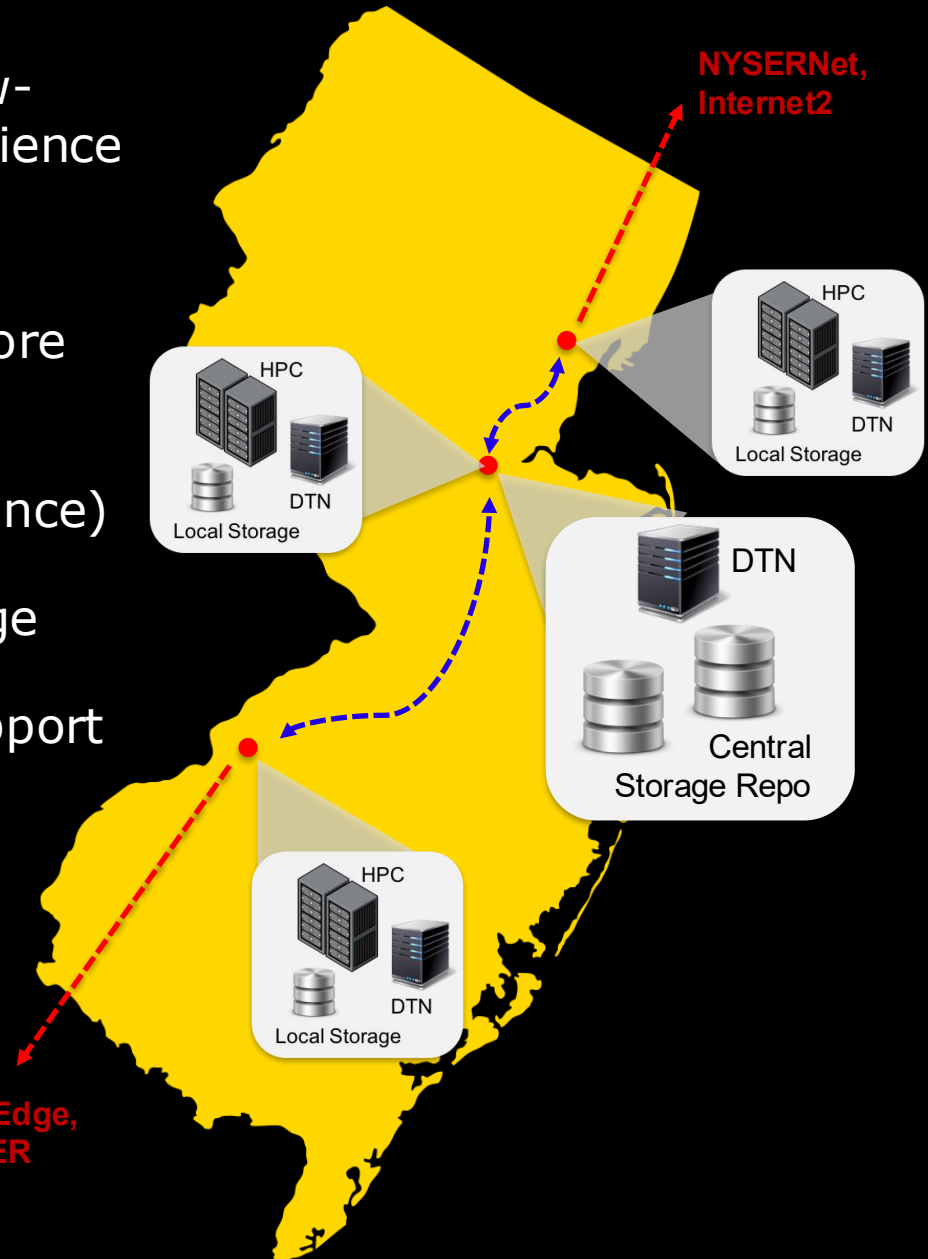 w-
ience
ore
nce)
ge
port
NYSERNet,
Internet2
HPC
DTN
Local Storage
HPC
DTN
Local Storage
DTN
Central
Storage Repo
HPC
DTN
Local Storage
Edge,
ER